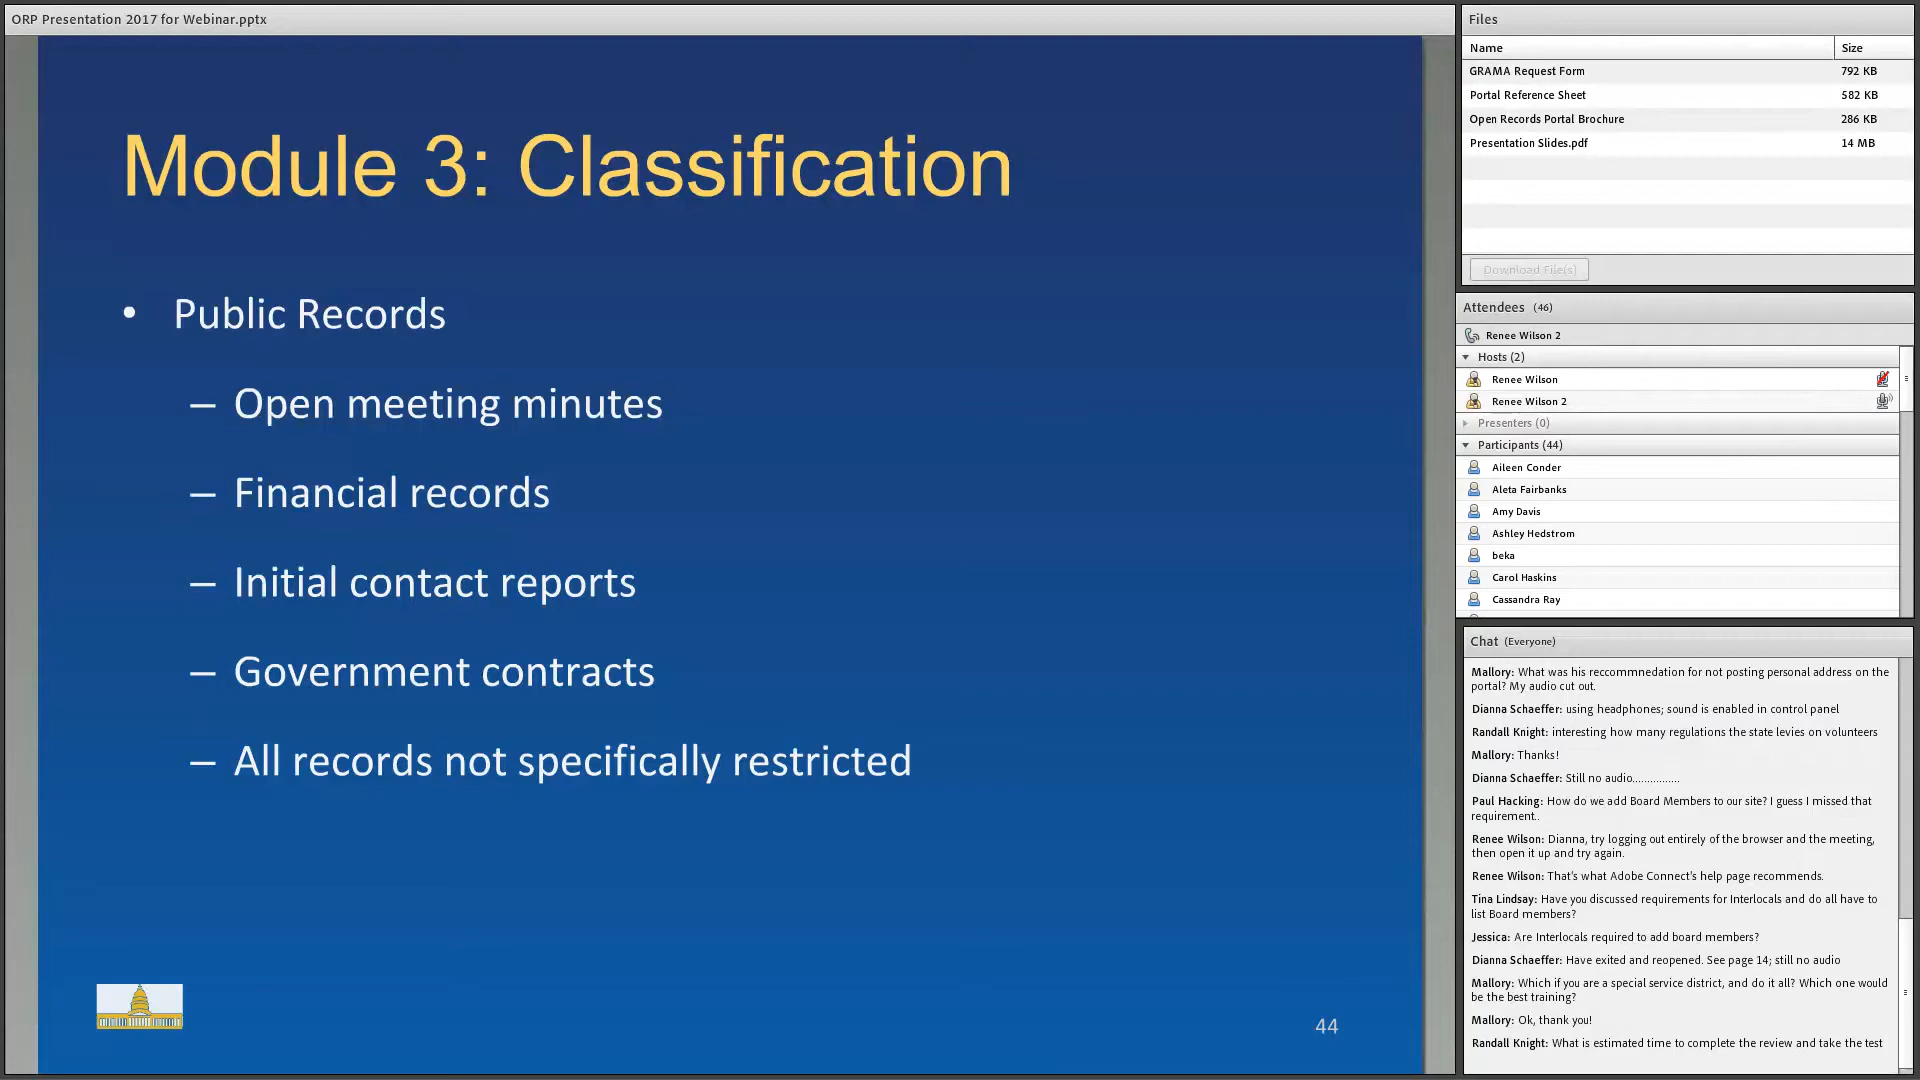 ORP Presentation 2017 for Webinar.pptx
Module 3: Classification
• Public Records
– Open meeting minutes
– Financial records
– Initial contact reports
– Government contracts
– All records not specifically restricted
44
Files
Name Size
GRAMA Request Form 792 KB
Portal Reference Sheet 582 KB
Open Records Portal Brochure 286 KB
Presentation Slides.pdf 14 MB
Download File(s)
Attendees (46)
Renee Wilson 2
Hosts (2)
Renee Wilson
Renee Wilson 2
Presenters (0)
Participants (44)
Aileen Conder
Aleta Fairbanks
Amy Davis
Ashley Hedstrom
beka
Carol Haskins
Cassandra Ray
Chat (Everyone)
Mallory: What was his reccommnedation for not posting personal address on the
portal? My audio cut out.
Dianna Schaeffer: using headphones; sound is enabled in control panel
Randall Knight: interesting how many regulations the state levies on volunteers
Mallory: Thanks!
Dianna Schaeffer: Still no audio...............
Paul Hacking: How do we add Board Members to our site? I guess I missed that
requirement..
Renee Wilson: Dianna, try logging out entirely of the browser and the meeting,
then open it up and try again.
Renee Wilson: That's what Adobe Connect's help page recommends.
Tina Lindsay: Have you discussed requirements for Interlocals and do all have to
list Board members?
Jessica: Are Interlocals required to add board members?
Dianna Schaeffer: Have exited and reopened. See page 14; still no audio
Mallory: Which if you are a special service district, and do it all? Which one would
be the best training?
Mallory: Ok, thank you!
Randall Knight: What is estimated time to complete the review and take the test